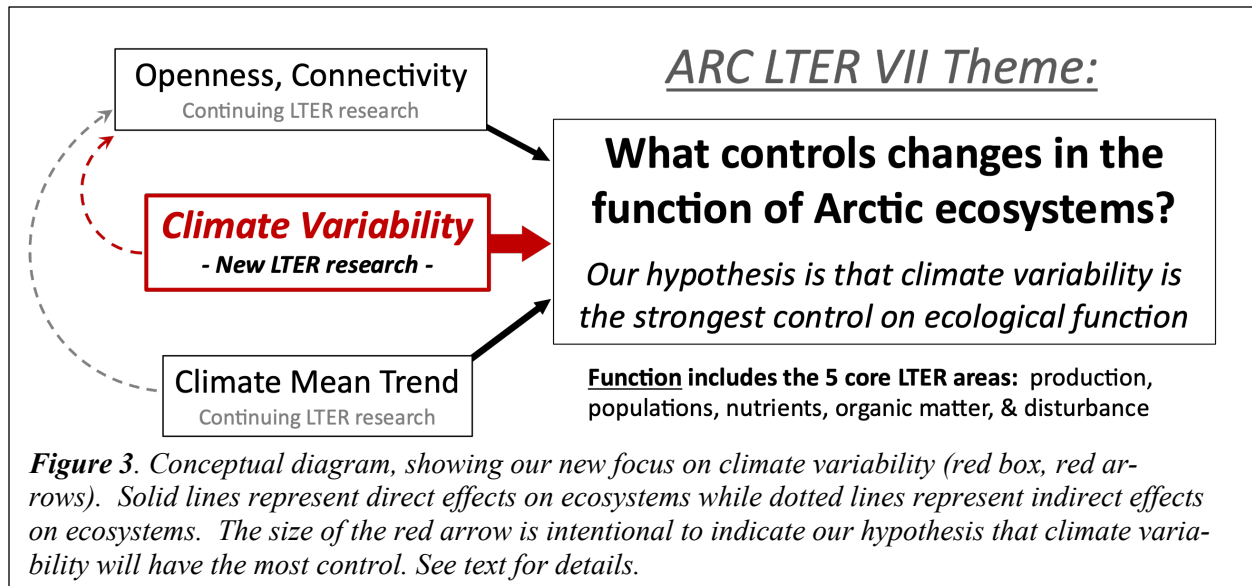 ARC LTER VII Theme:
Openness, Connectivity
Continuing LTER research
Climate Variability
- New LTER research -
Climate Mean Trend
Continuing LTER research
What controls changes in the
function of Arctic ecosystems?
Our hypothesis is that climate variability is
the strongest control on ecological function
Function includes the 5 core LTER areas: production,
populations, nutrients, organic matter, & disturbance
Figure 3. Conceptual diagram, showing our new focus on climate variability (red box, red ar-
rows). Solid lines represent direct effects on ecosystems while dotted lines represent indirect effects
on ecosystems. The size of the red arrow is intentional to indicate our hypothesis that climate varia-
bility will have the most control. See text for details.